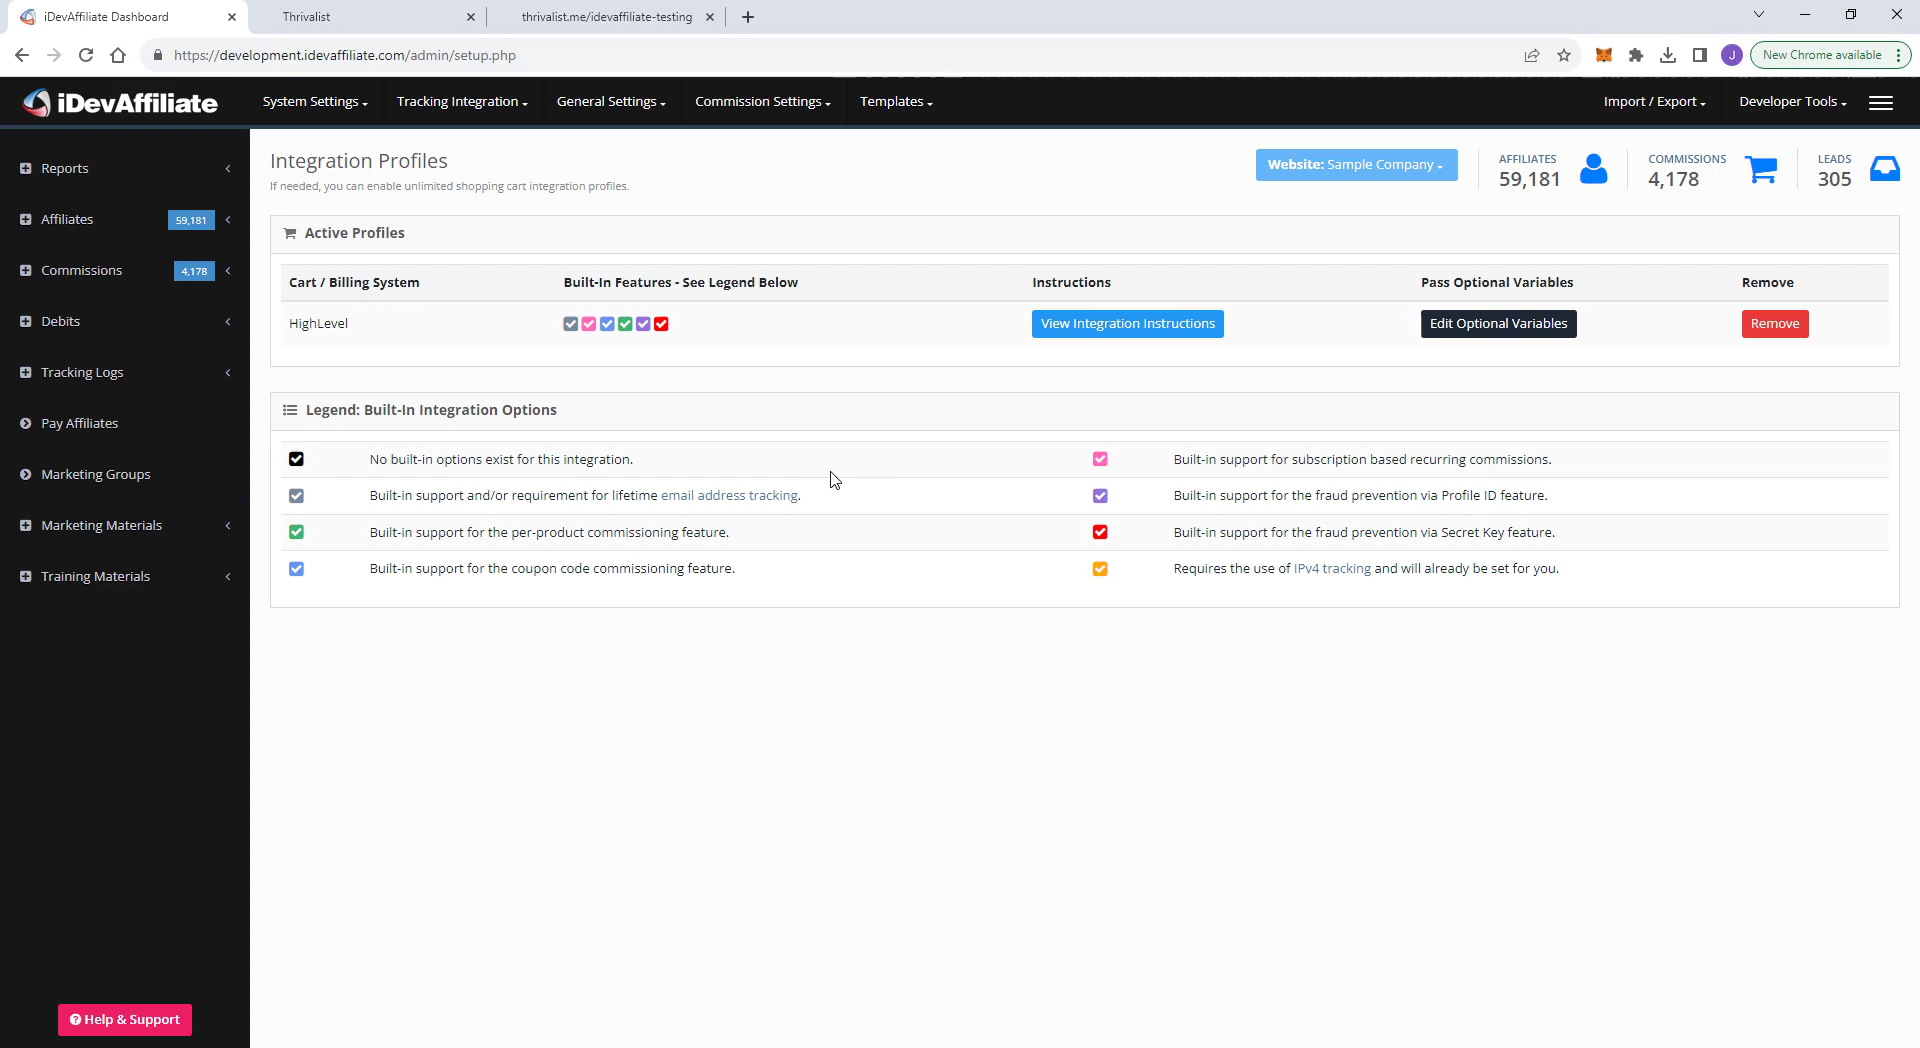 iDevAffiliate Dashboard
Thrivalist
thrivalist.me/idevaffiliate-testing
https://development.idevaffiliate.com/admin/setup.php
J
New Chrome available
iDevAffiliate
System Settings
Tracking Integration
General Settings
Commission Settings
Templates
Import / Export
Developer Tools
Reports
Affiliates 59,181
Commissions 4,178
Debits
Tracking Logs
Pay Affiliates
Marketing Groups
Marketing Materials
Training Materials
Help & Support
Integration Profiles
If needed, you can enable unlimited shopping cart integration profiles.
Website: Sample Company
AFFILIATES
59,181
COMMISSIONS
4,178
LEADS
305
Active Profiles
Cart / Billing System Built-In Features - See Legend Below Instructions Pass Optional Variables Remove
HighLevel View Integration Instructions Edit Optional Variables Remove
Legend: Built-In Integration Options
No built-in options exist for this integration. Built-in support for subscription based recurring commissions.
Built-in support and/or requirement for lifetime email address tracking. Built-in support for the fraud prevention via Profile ID feature.
Built-in support for the per-product commissioning feature. Built-in support for the fraud prevention via Secret Key feature.
Built-in support for the coupon code commissioning feature. Requires the use of IPv4 tracking and will already be set for you.